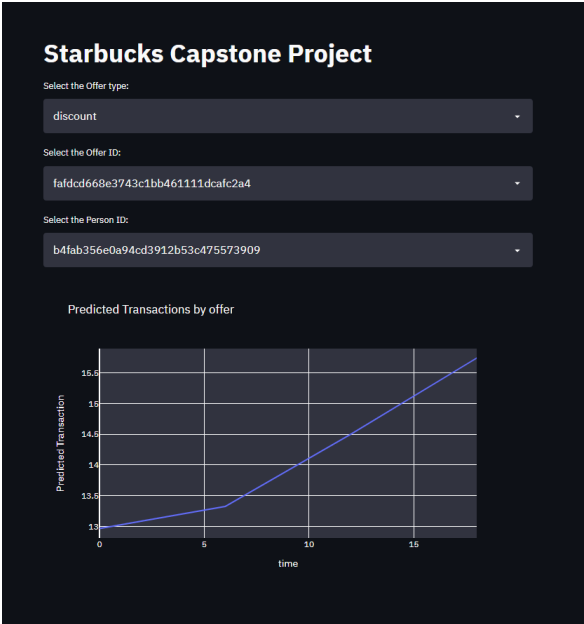 Starbucks Capstone Project
Select the Offer type:
discount
Select the Offer ID:
fafdcd668e3743c1bb461111dcafc2a4
Select the Person ID:
b4fab356e0a94cd3912b53c475573909
Predicted Transactions by offer
Predicted Transaction
15.5
15
14.5
14
13.5
13
0 5 10 15
time